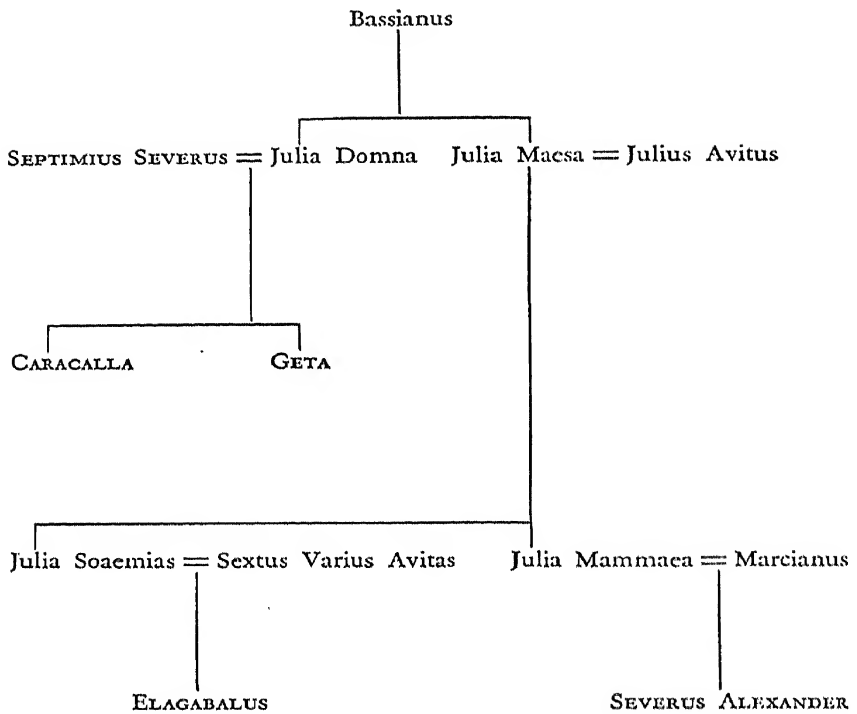 Bassianus
SEPTIMIUS SEVERUS = Julia Domna Julia Maesa = Julius Avitus
CARACALLA GETA
Julia Soaemias = Sextus Varius Avitas Julia Mammaea = Marcianus
ELAGABALUS SEVERUS ALEXANDER